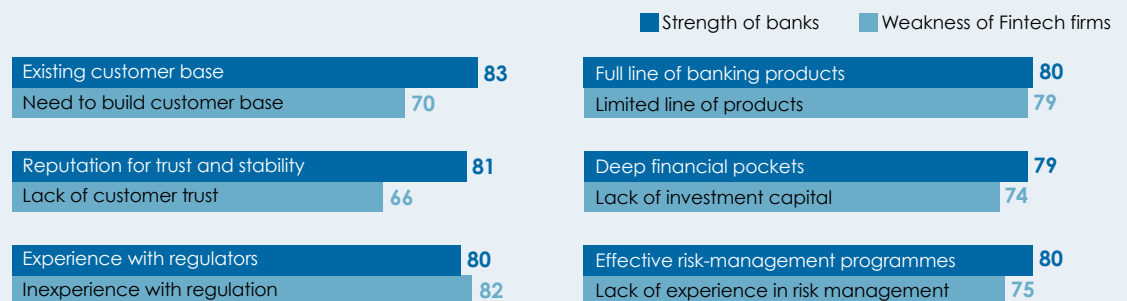 Strength of banks
Weakness of Fintech firms
Existing customer base 83
Need to build customer base 70
Reputation for trust and stability 81
Lack of customer trust 66
Experience with regulators 80
Inexperience with regulation 82
Full line of banking products 80
Limited line of products 79
Deep financial pockets 79
Lack of investment capital 74
Effective risk-management programmes 80
Lack of experience in risk management 75